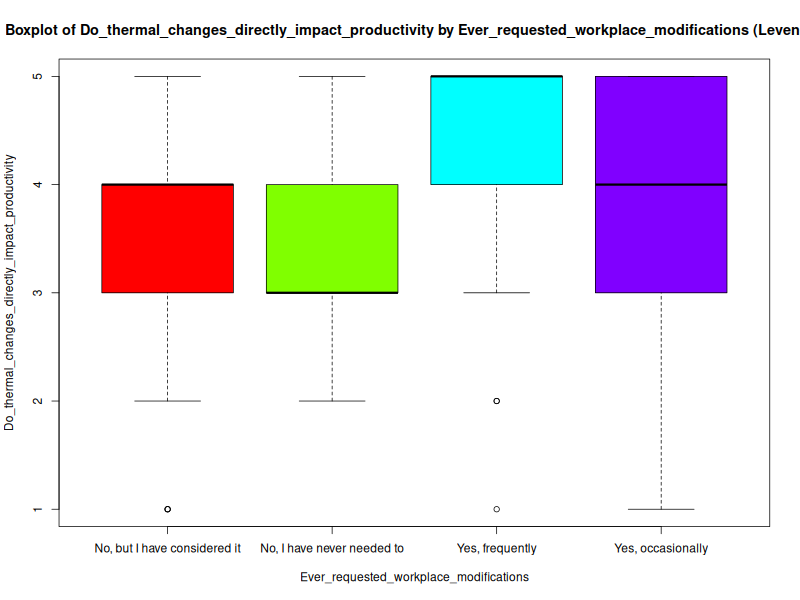 Boxplot of Do_thermal_changes_directly_impact_productivity by Ever_requested_workplace_modifications (Leven
Do_thermal_changes_directly_impact_productivity
5
4
3
2
1
No, but I have considered it
No, I have never needed to
Yes, frequently
Yes, occasionally
Ever_requested_workplace_modifications